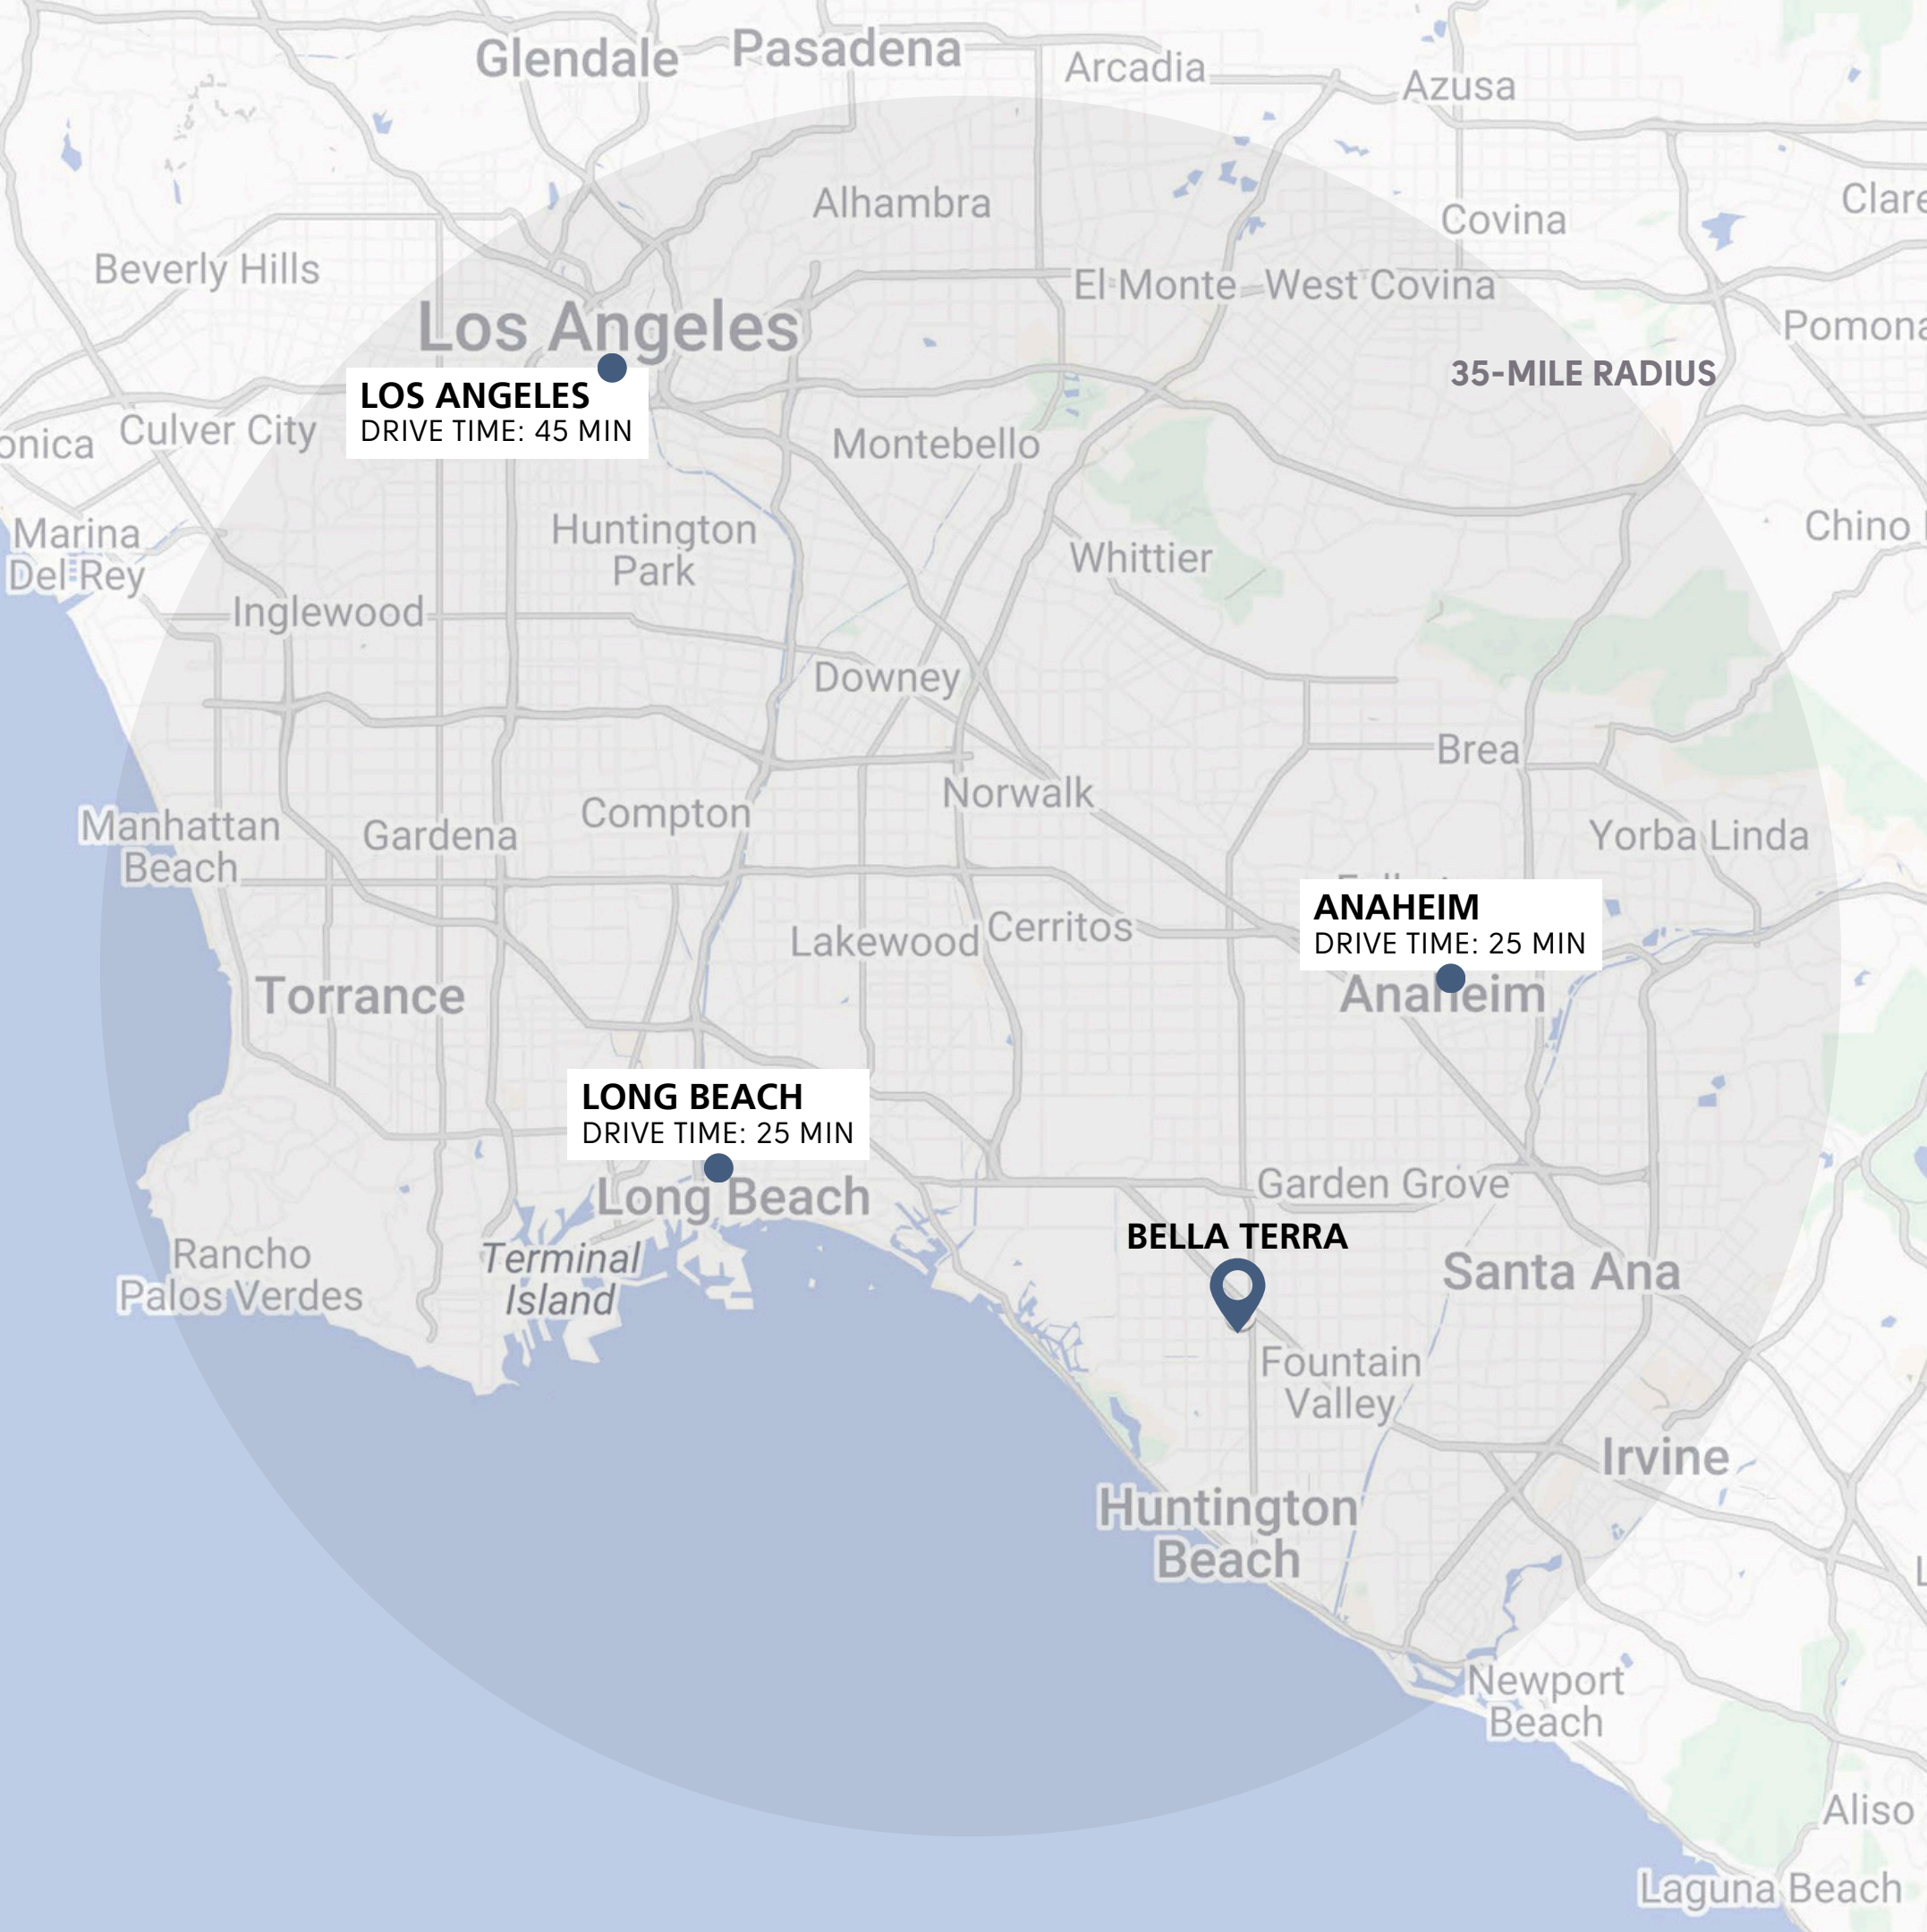 Glendale
Pasadena
Arcadia
Azusa
Alhambra
Clare
Covina
Beverly Hills
El Monte
West Covina
Los Angeles
Pomona
35-MILE RADIUS
LOS ANGELES
DRIVE TIME: 45 MIN
onica
Culver City
Montebello
Marina
Del Rey
Huntington
Park
Chino
Whittier
Inglewood
Downey
Brea
Norwalk
Compton
Manhattan
Beach
Gardena
Yorba Linda
ANAHEIM
DRIVE TIME: 25 MIN
Lakewood
Cerritos
Torrance
Anaheim
LONG BEACH
DRIVE TIME: 25 MIN
Long Beach
Garden Grove
BELLA TERRA
Rancho
Palos Verdes
Terminal
Island
Santa Ana
Fountain
Valley
Irvine
Huntington
Beach
L
Newport
Beach
Aliso
Laguna Beach